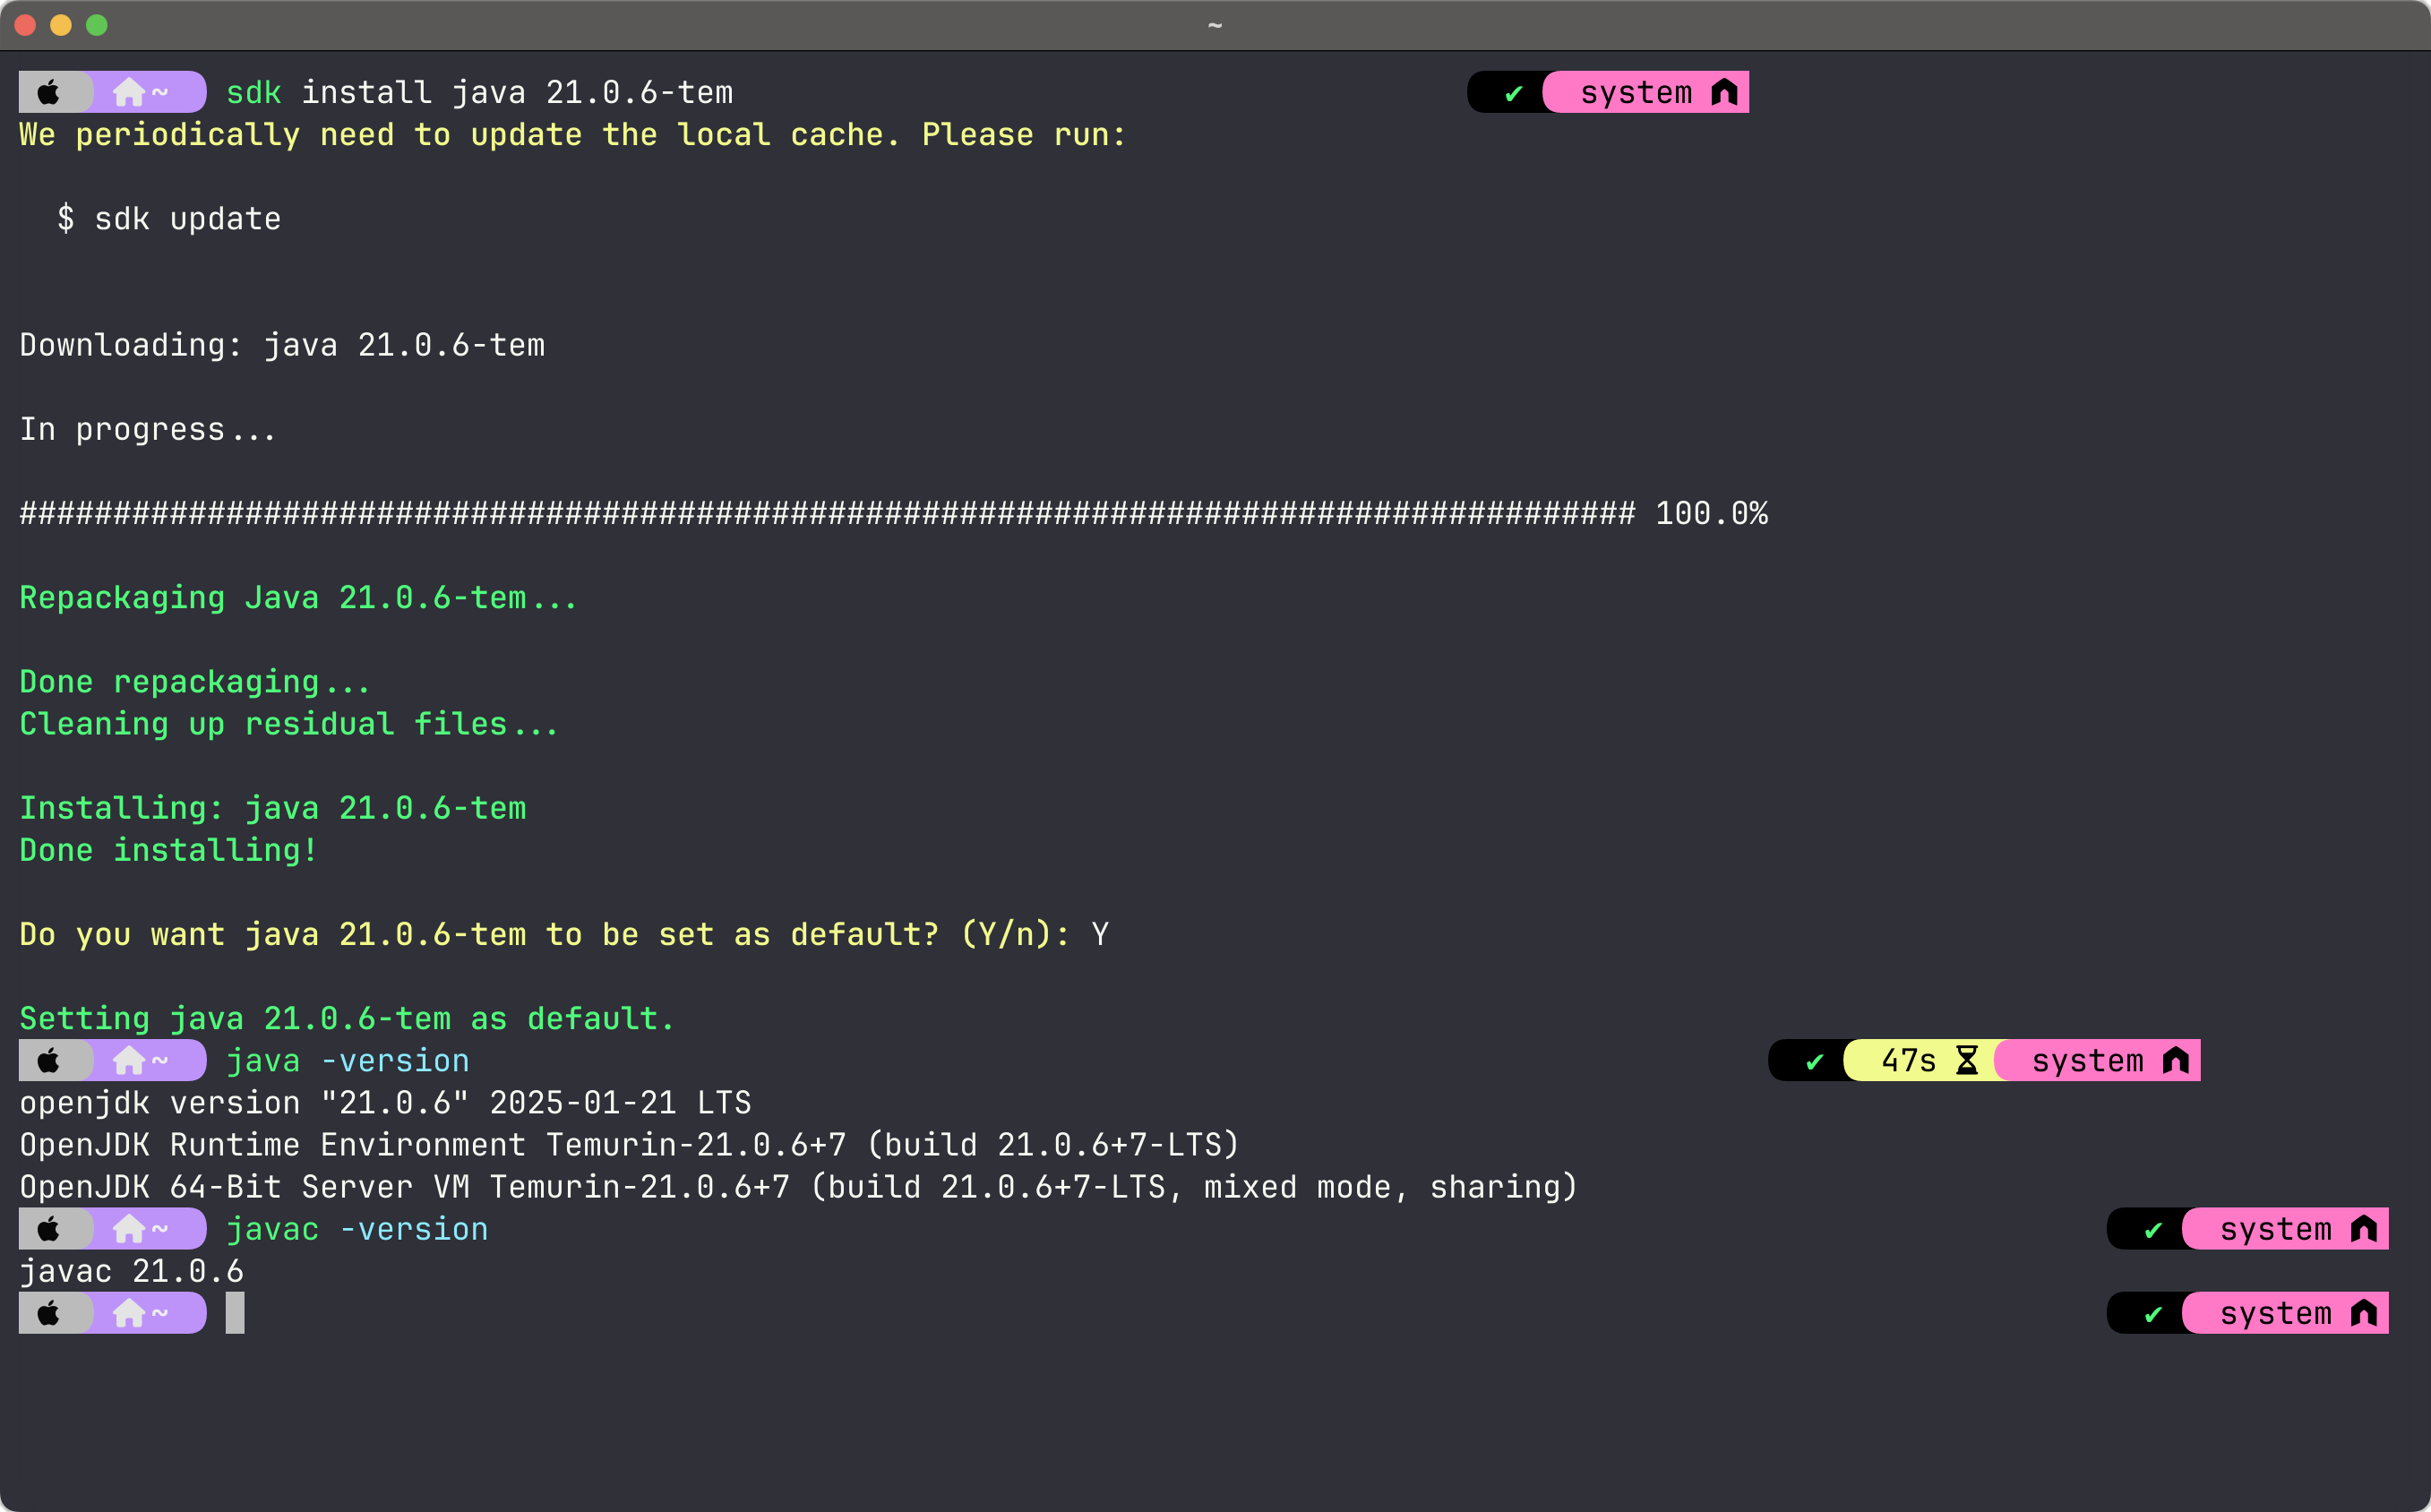 ~
~ sdk install java 21.0.6-tem ✔ system
We periodically need to update the local cache. Please run:
$ sdk update
Downloading: java 21.0.6-tem
In progress...
###################################################################################### 100.0%
Repackaging Java 21.0.6-tem...
Done repackaging...
Cleaning up residual files...
Installing: java 21.0.6-tem
Done installing!
Do you want java 21.0.6-tem to be set as default? (Y/n): Y
Setting java 21.0.6-tem as default.
~ java -version ✔ 47s system
openjdk version "21.0.6" 2025-01-21 LTS
OpenJDK Runtime Environment Temurin-21.0.6+7 (build 21.0.6+7-LTS)
OpenJDK 64-Bit Server VM Temurin-21.0.6+7 (build 21.0.6+7-LTS, mixed mode, sharing)
~ javac -version ✔ system
javac 21.0.6
~ ✔ system